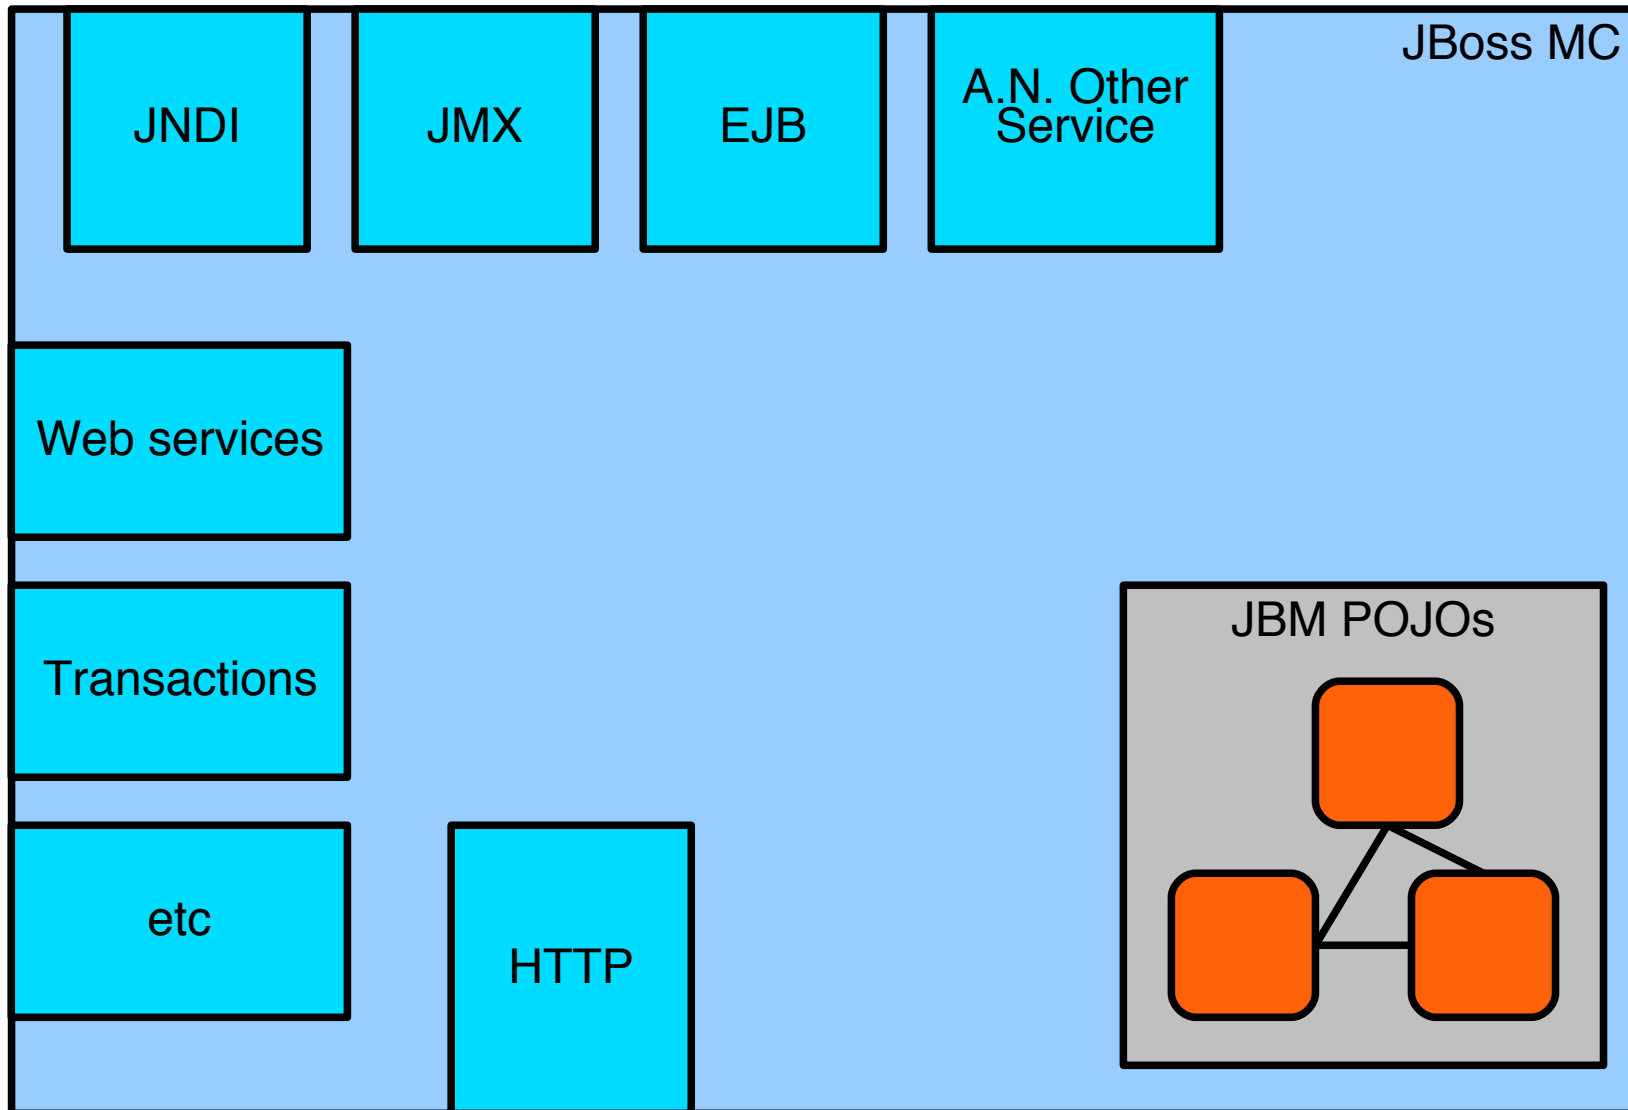 JBoss MC
JNDI
JMX
EJB
A.N. Other
Service
Web services
Transactions
etc
HTTP
JBM POJOs